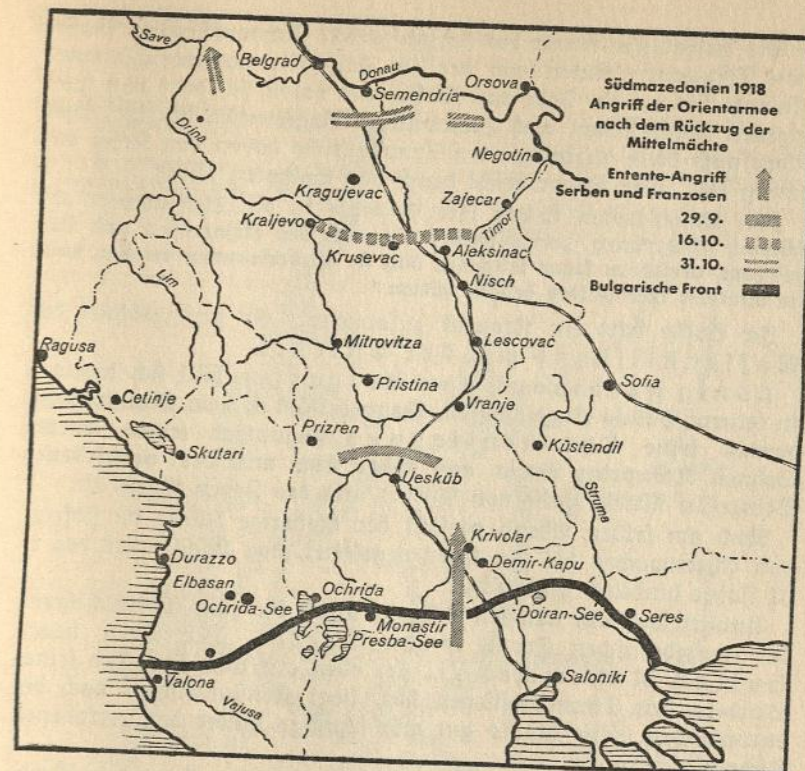 Save
Belgrad
Donau
Orsova
Semendria
Drina
Negotin
Kragujevac
Zajecar
Kraljevo
Timor
Krusevac
Aleksinac
Lim
Nisch
Mitrovitza
Lescovac
Ragusa
Pristina
Sofia
Cetinje
Vranje
Prizren
Küstendil
Skutari
Uesküb
Struma
Krivolar
Durazzo
Demir-Kapu
Elbasan
Ochrida
Ochrida-See
Monastir
Doiran-See
Seres
Presba-See
Valona
Saloniki
Vajusa
Südmazedonien 1918
Angriff der Orientarmee
nach dem Rückzug der
Mittelmächte
Entente-Angriff
Serben und Franzosen
29.9.
16.10.
31.10.
Bulgarische Front